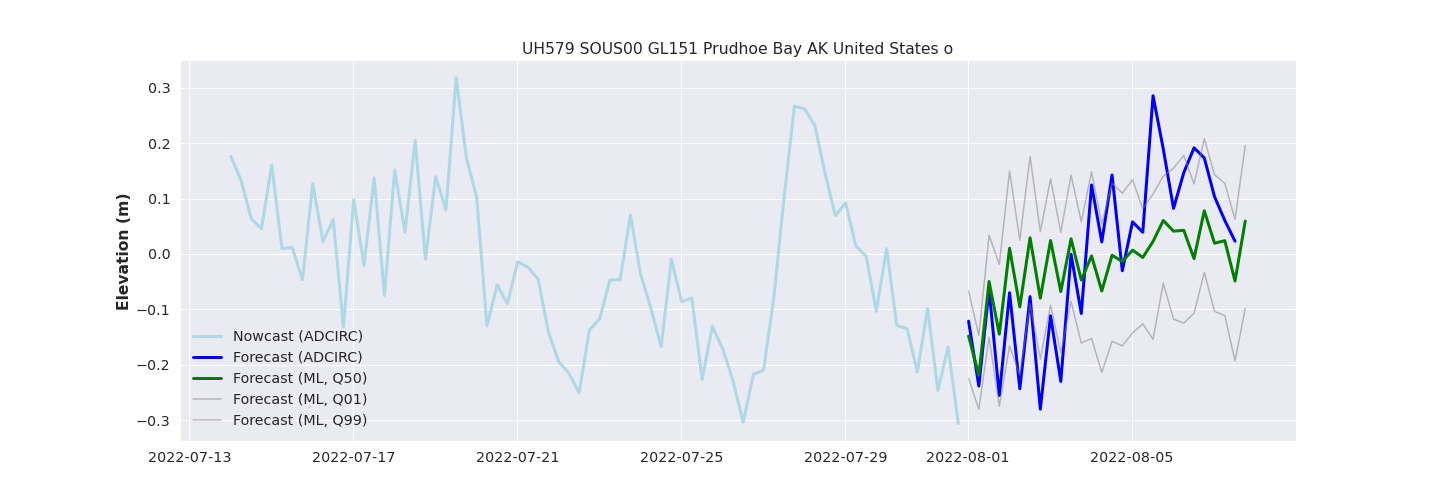 UH579 SOUS00 GL151 Prudhoe Bay AK United States o
Elevation (m)
0.3
0.2
0.1
0.0
−0.1
−0.2
−0.3
Nowcast (ADCIRC)
Forecast (ADCIRC)
Forecast (ML, Q50)
Forecast (ML, Q01)
Forecast (ML, Q99)
2022-07-13 2022-07-17 2022-07-21 2022-07-25 2022-07-29 2022-08-01 2022-08-05